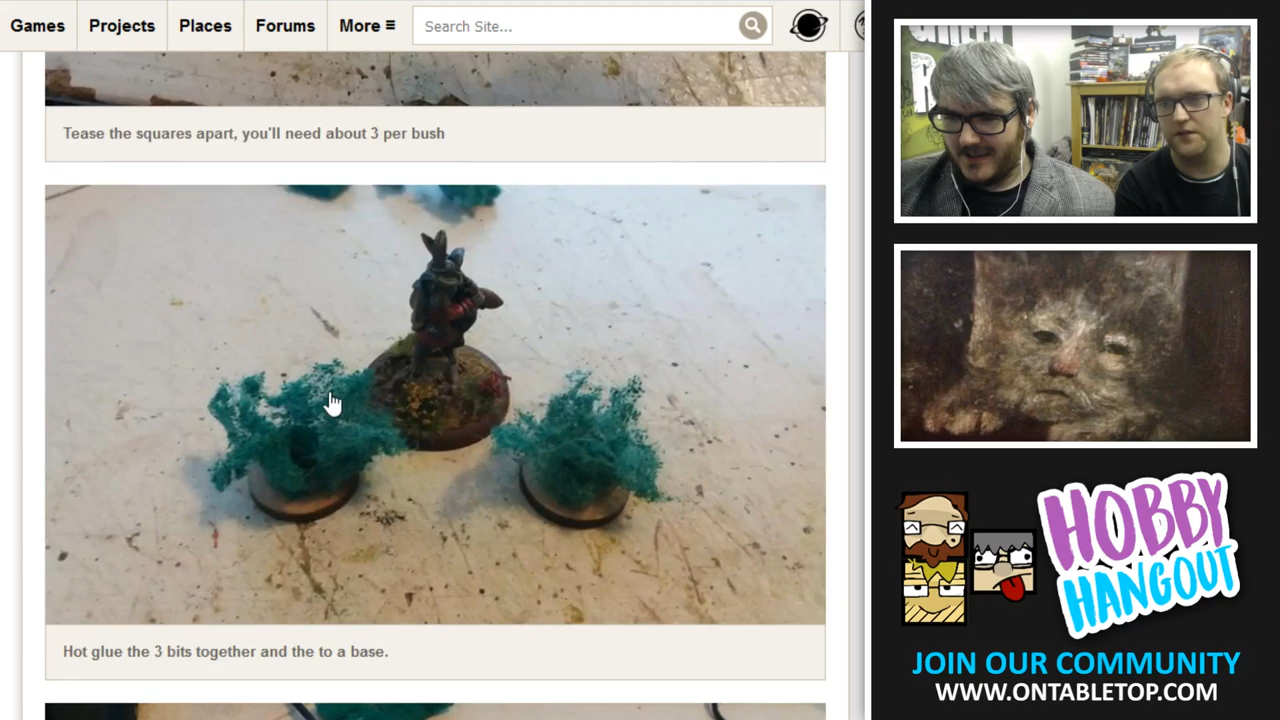 Games Projects Places Forums More ≡ Search Site...
Tease the squares apart, you'll need about 3 per bush
Hot glue the 3 bits together and the to a base.
HOBBY
HANGOUT
JOIN OUR COMMUNITY
WWW.ONTABLETOP.COM